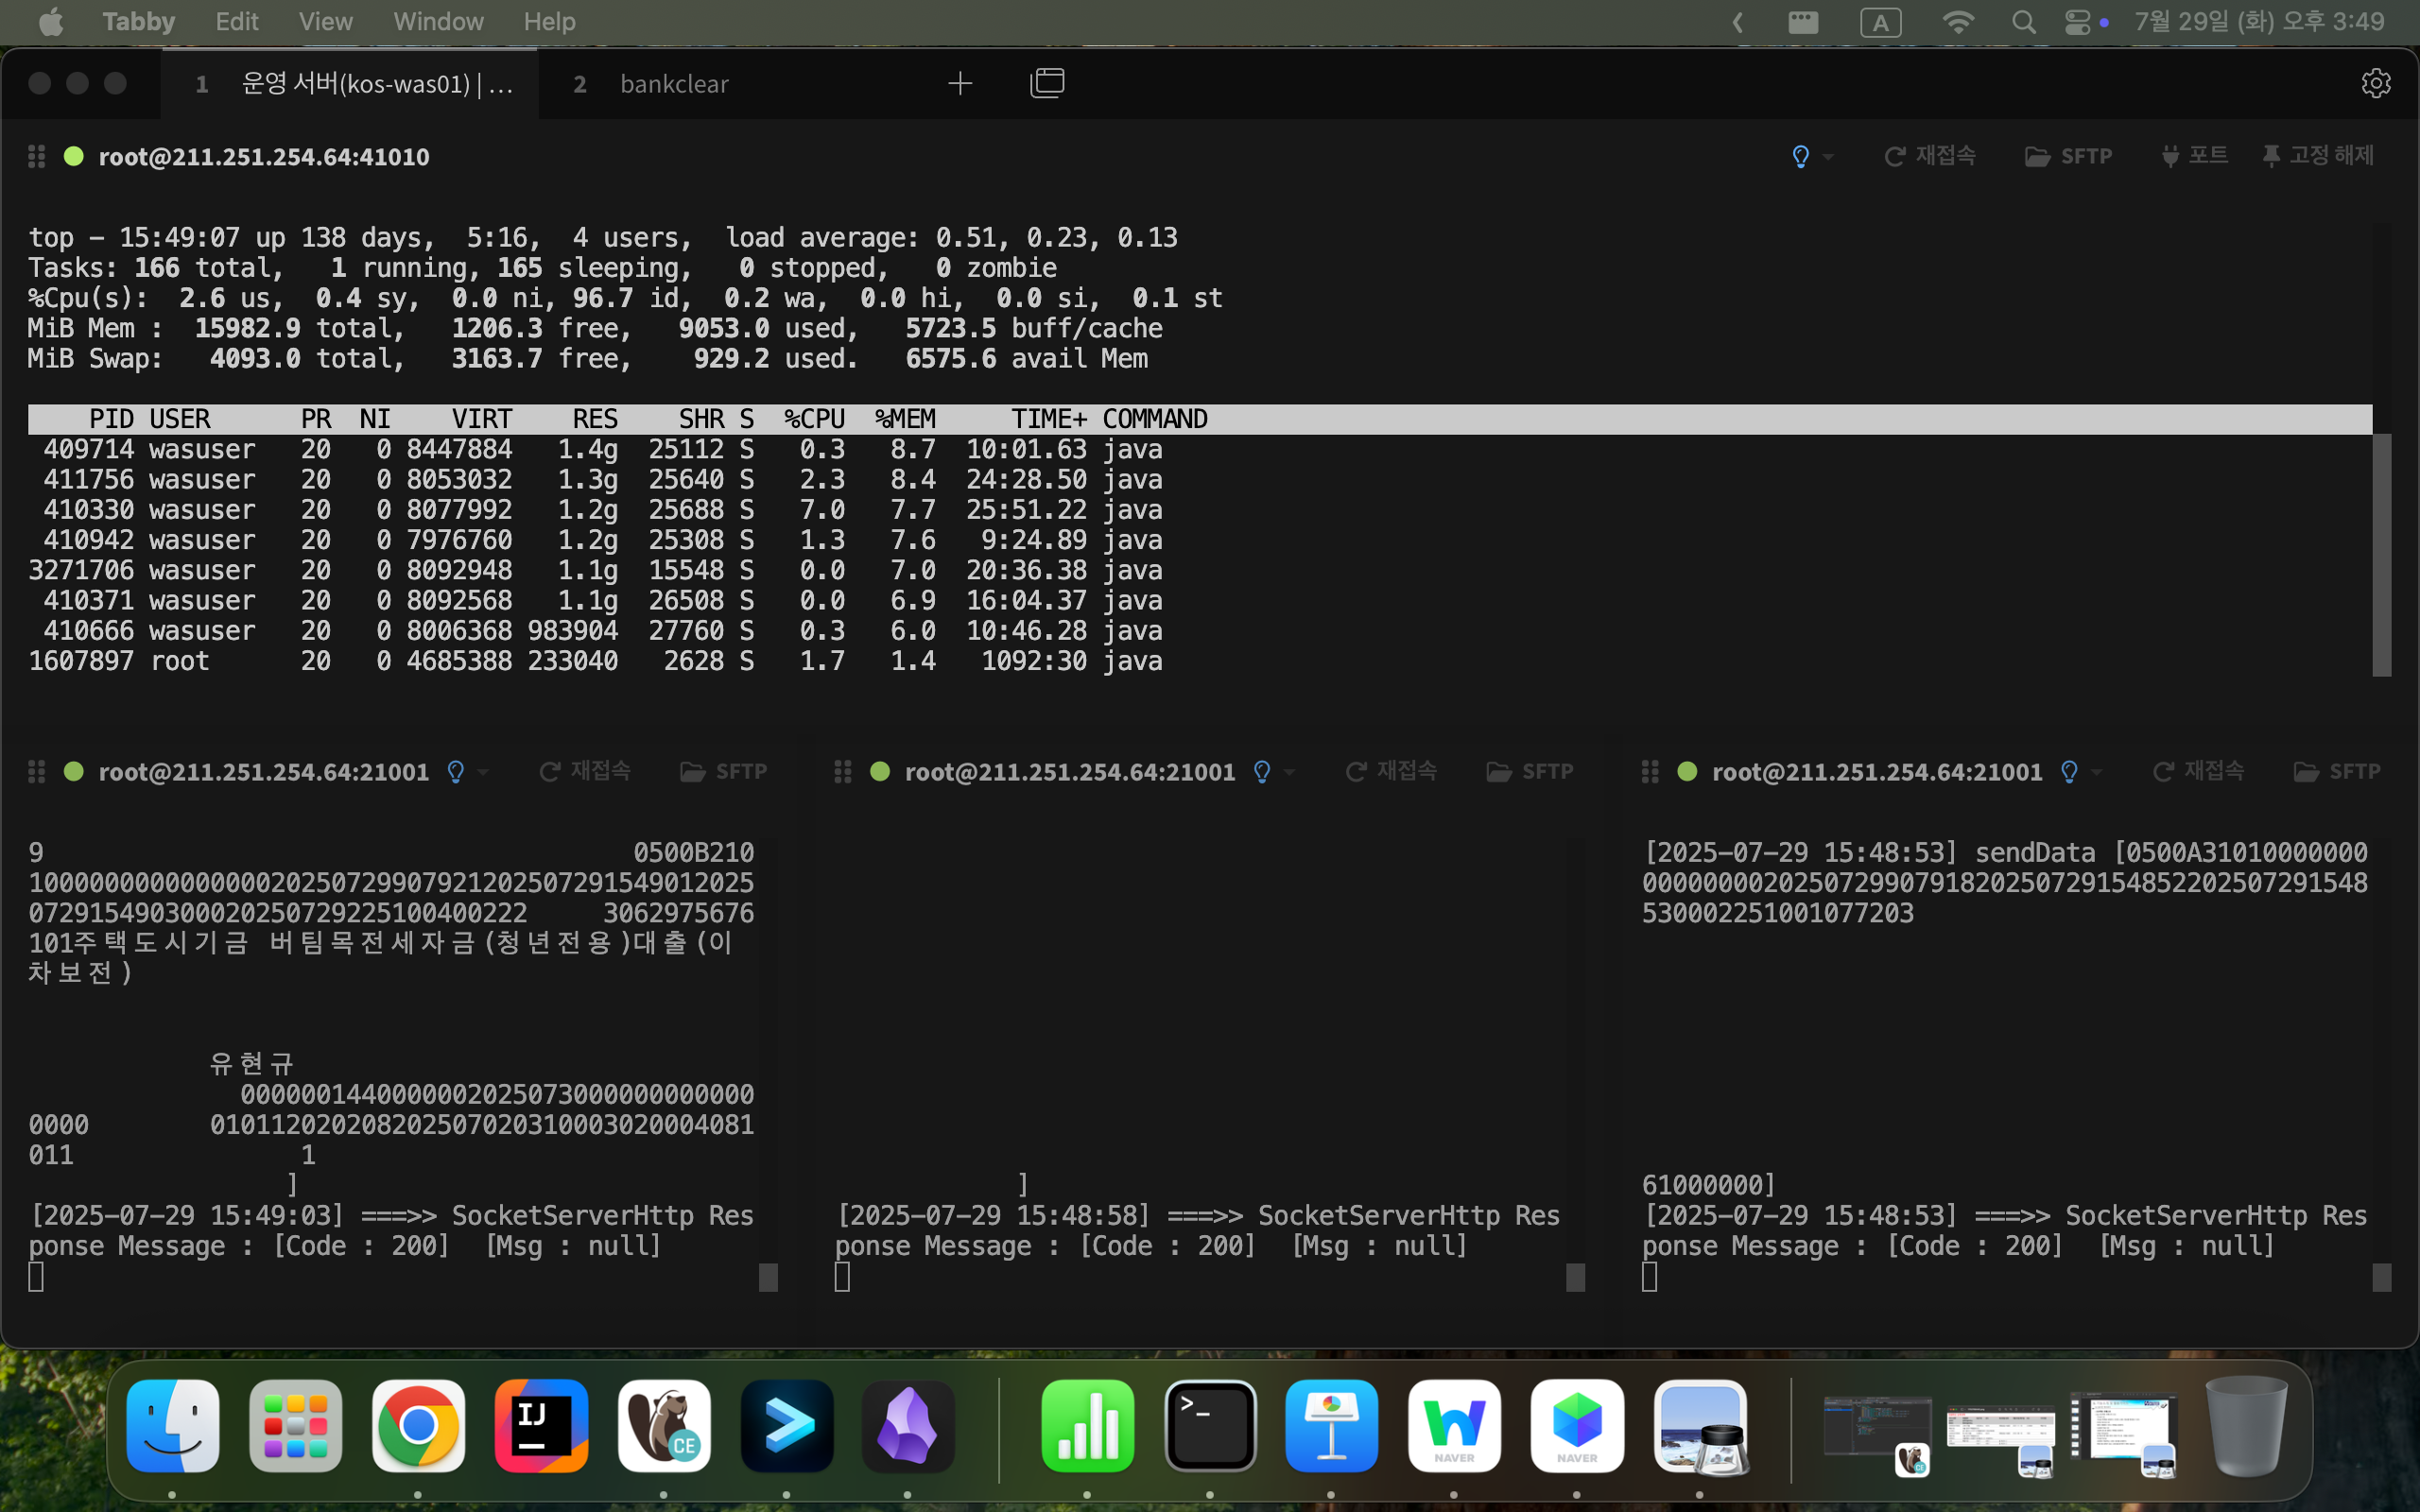 Tabby Edit View Window Help A 7월 29일 (화) 오후 3:49
1 운영 서버(kos-was01) | … 2 bankclear
root@211.251.254.64:41010 재접속 SFTP 포트 고정 해제
top - 15:49:07 up 138 days, 5:16, 4 users, load average: 0.51, 0.23, 0.13
Tasks: 166 total, 1 running, 165 sleeping, 0 stopped, 0 zombie
%Cpu(s): 2.6 us, 0.4 sy, 0.0 ni, 96.7 id, 0.2 wa, 0.0 hi, 0.0 si, 0.1 st
MiB Mem : 15982.9 total, 1206.3 free, 9053.0 used, 5723.5 buff/cache
MiB Swap: 4093.0 total, 3163.7 free, 929.2 used. 6575.6 avail Mem
PID USER PR NI VIRT RES SHR S %CPU %MEM TIME+ COMMAND
409714 wasuser 20 0 8447884 1.4g 25112 S 0.3 8.7 10:01.63 java
411756 wasuser 20 0 8053032 1.3g 25640 S 2.3 8.4 24:28.50 java
410330 wasuser 20 0 8077992 1.2g 25688 S 7.0 7.7 25:51.22 java
410942 wasuser 20 0 7976760 1.2g 25308 S 1.3 7.6 9:24.89 java
3271706 wasuser 20 0 8092948 1.1g 15548 S 0.0 7.0 20:36.38 java
410371 wasuser 20 0 8092568 1.1g 26508 S 0.0 6.9 16:04.37 java
410666 wasuser 20 0 8006368 983904 27760 S 0.3 6.0 10:46.28 java
1607897 root 20 0 4685388 233040 2628 S 1.7 1.4 1092:30 java
root@211.251.254.64:21001 재접속 SFTP
9 0500B210
100000000000000020250729907921202507291549012025
072915490300020250729225100400222 3062975676
101주택도시기금 버팀목전세자금(청년전용)대출(이
차보전)
유현규
0000001440000002025073000000000000
0000 010112020208202507020310003020004081
011 1
]
[2025-07-29 15:49:03] ===>> SocketServerHttp Res
ponse Message : [Code : 200] [Msg : null]
root@211.251.254.64:21001 재접속 SFTP
]
[2025-07-29 15:48:58] ===>> SocketServerHttp Res
ponse Message : [Code : 200] [Msg : null]
root@211.251.254.64:21001 재접속 SFTP
[2025-07-29 15:48:53] sendData [0500A31010000000
000000002025072990791820250729154852202507291548
530002251001077203
61000000]
[2025-07-29 15:48:53] ===>> SocketServerHttp Res
ponse Message : [Code : 200] [Msg : null]
IJ
CE
>_
NAVER
NAVER